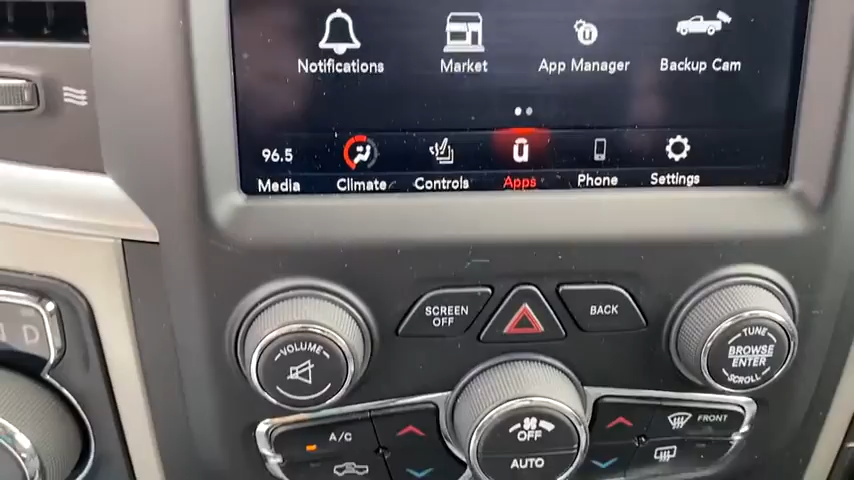 Notifications Market App Manager Backup Cam
96.5
Media Climate Controls Apps Phone Settings
SCREEN
OFF
BACK
VOLUME
TUNE
BROWSE
ENTER
SCROLL
D
A/C
OFF
AUTO
FRONT